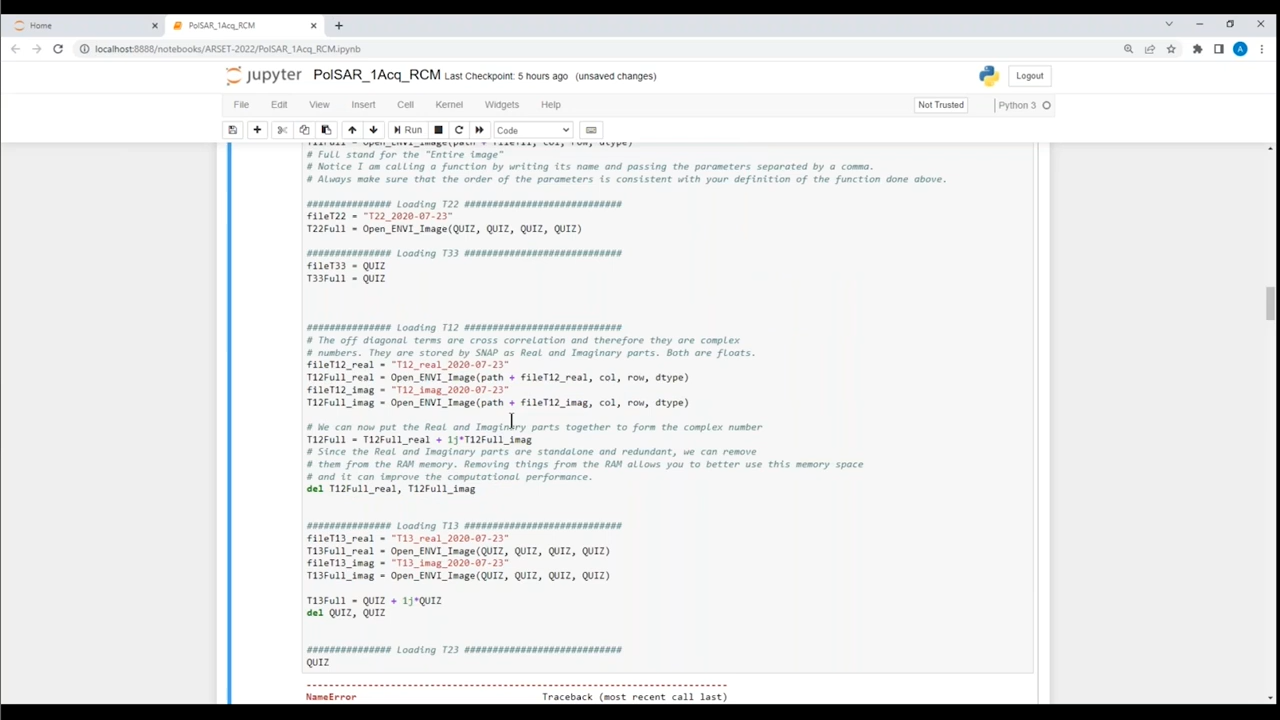 Home
PolSAR_1Acq_RCM
localhost:8888/notebooks/ARSET-2022/PolSAR_1Acq_RCM.ipynb
A
jupyter PolSAR_1Acq_RCM Last Checkpoint: 5 hours ago (unsaved changes)
Logout
File Edit View Insert Cell Kernel Widgets Help
Not Trusted Python 3
Run Code
T11Full = Open_ENVI_Image(path + fileT11, col, row, dtype)
# Full stand for the "Entire image"
# Notice I am calling a function by writing its name and passing the parameters separated by a comma.
# Always make sure that the order of the parameters is consistent with your definition of the function done above.
############### Loading T22 ############################
fileT22 = "T22_2020-07-23"
T22Full = Open_ENVI_Image(QUIZ, QUIZ, QUIZ, QUIZ)
############### Loading T33 ############################
fileT33 = QUIZ
T33Full = QUIZ
############### Loading T12 ############################
# The off diagonal terms are cross correlation and therefore they are complex
# numbers. They are stored by SNAP as Real and Imaginary parts. Both are floats.
fileT12_real = "T12_real_2020-07-23"
T12Full_real = Open_ENVI_Image(path + fileT12_real, col, row, dtype)
fileT12_imag = "T12_imag_2020-07-23"
T12Full_imag = Open_ENVI_Image(path + fileT12_imag, col, row, dtype)
# We can now put the Real and Imaginary parts together to form the complex number
T12Full = T12Full_real + 1j*T12Full_imag
# Since the Real and Imaginary parts are standalone and redundant, we can remove
# them from the RAM memory. Removing things from the RAM allows you to better use this memory space
# and it can improve the computational performance.
del T12Full_real, T12Full_imag
############### Loading T13 ############################
fileT13_real = "T13_real_2020-07-23"
T13Full_real = Open_ENVI_Image(QUIZ, QUIZ, QUIZ, QUIZ)
fileT13_imag = "T13_imag_2020-07-23"
T13Full_imag = Open_ENVI_Image(QUIZ, QUIZ, QUIZ, QUIZ)
T13Full = QUIZ + 1j*QUIZ
del QUIZ, QUIZ
############### Loading T23 ############################
QUIZ
---------------------------------------------------------------------------
NameError Traceback (most recent call last)